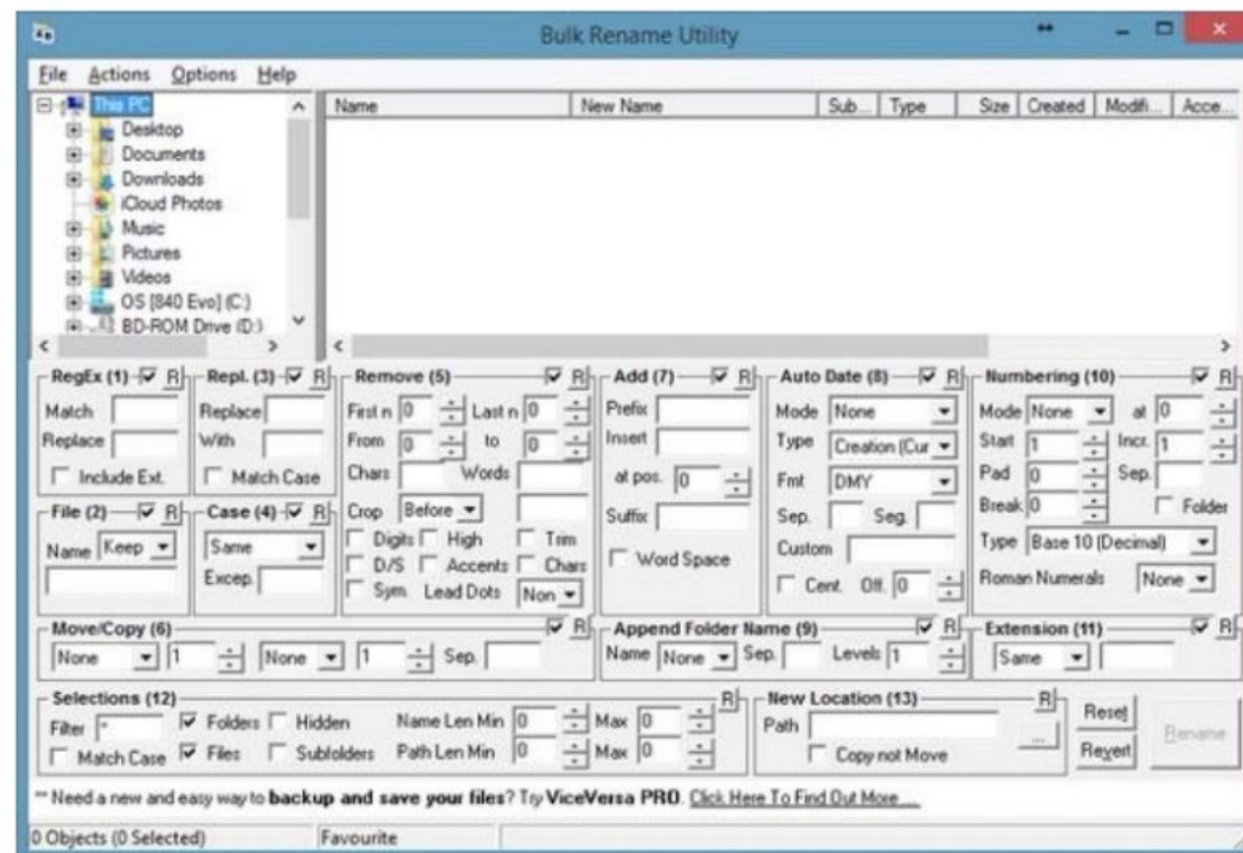 Bulk Rename Utility
File Actions Options Help
This PC
Desktop
Documents
Downloads
iCloud Photos
Music
Pictures
Videos
OS [840 Evo] (C:)
BD-ROM Drive (D:)
Name New Name Sub... Type Size Created Modifi... Acce...
RegEx (1) R
Match
Replace
Include Ext.
Repl. (3) R
Replace
With
Match Case
File (2) R
Name Keep
Case (4) R
Same
Excep.
Remove (5) R
First n 0 Last n 0
From 0 to 0
Chars Words
Crop Before
Digits High Trim
D/S Accents Chars
Sym. Lead Dots Non
Add (7) R
Prefix
Insert
at pos. 0
Suffix
Word Space
Auto Date (8) R
Mode None
Type Creation (Cur
Fmt DMY
Sep. Seg.
Custom
Cent. Off. 0
Numbering (10) R
Mode None at 0
Start 1 Incr. 1
Pad 0 Sep.
Break 0 Folder
Type Base 10 (Decimal)
Roman Numerals None
Move/Copy (6) R
None 1 None 1 Sep.
Append Folder Name (9) R
Name None Sep. Levels 1
Extension (11) R
Same
Selections (12) R
Filter * Folders Hidden Name Len Min 0 Max 0
Match Case Files Subfolders Path Len Min 0 Max 0
New Location (13) R
Path ...
Copy not Move
Reset
Revert
Rename
** Need a new and easy way to backup and save your files? Try ViceVersa PRO. Click Here To Find Out More ...
0 Objects (0 Selected) Favourite